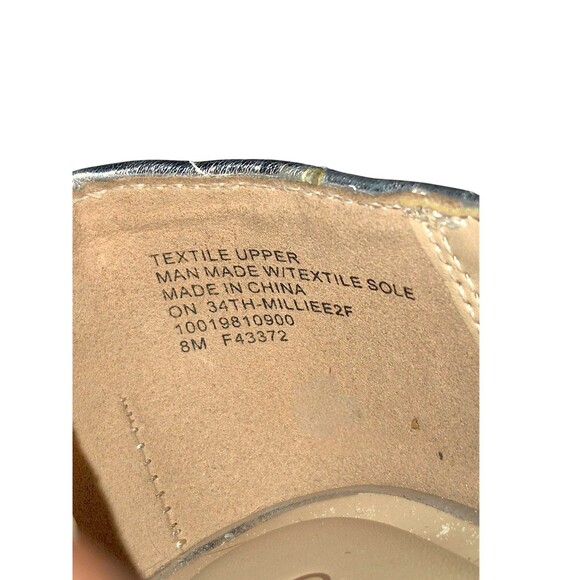 TEXTILE UPPER
MAN MADE W/TEXTILE SOLE
MADE IN CHINA
ON 34TH-MILLIEE2F
10019810900
8M F43372